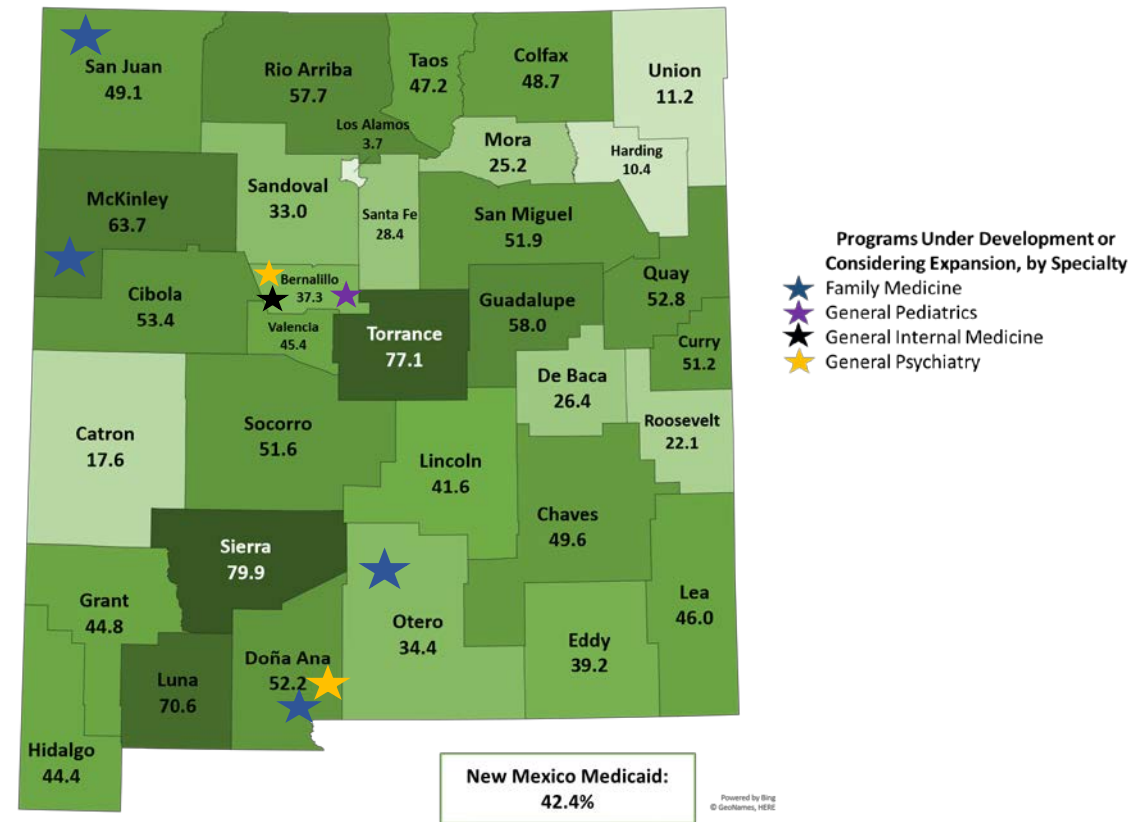 San Juan
49.1
Rio Arriba
57.7
Taos
47.2
Colfax
48.7
Union
11.2
Los Alamos
3.7
Mora
25.2
Harding
10.4
McKinley
63.7
Sandoval
33.0
Santa Fe
28.4
San Miguel
51.9
Cibola
53.4
Bernalillo
37.3
Valencia
45.4
Torrance
77.1
Guadalupe
58.0
Quay
52.8
Curry
51.2
De Baca
26.4
Roosevelt
22.1
Catron
17.6
Socorro
51.6
Lincoln
41.6
Chaves
49.6
Sierra
79.9
Grant
44.8
Otero
34.4
Lea
46.0
Eddy
39.2
Doña Ana
52.2
Luna
70.6
Hidalgo
44.4
Programs Under Development or
Considering Expansion, by Specialty
Family Medicine
General Pediatrics
General Internal Medicine
General Psychiatry
New Mexico Medicaid:
42.4%
Powered by Bing
© GeoNames, HERE